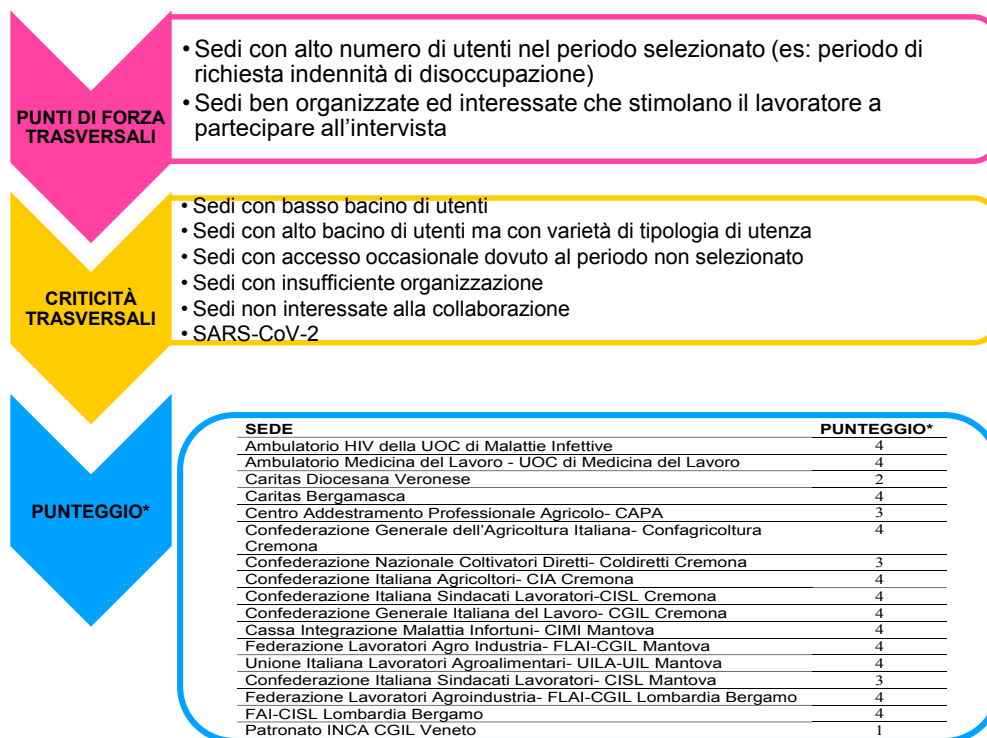 PUNTI DI FORZA
TRASVERSALI
• Sedi con alto numero di utenti nel periodo selezionato (es: periodo di
richiesta indennità di disoccupazione)
• Sedi ben organizzate ed interessate che stimolano il lavoratore a
partecipare all'intervista
CRITICITÀ
TRASVERSALI
• Sedi con basso bacino di utenti
• Sedi con alto bacino di utenti ma con varietà di tipologia di utenza
• Sedi con accesso occasionale dovuto al periodo non selezionato
• Sedi con insufficiente organizzazione
• Sedi non interessate alla collaborazione
• SARS-CoV-2
PUNTEGGIO*
SEDE PUNTEGGIO*
Ambulatorio HIV della UOC di Malattie Infettive 4
Ambulatorio Medicina del Lavoro - UOC di Medicina del Lavoro 4
Caritas Diocesana Veronese 2
Caritas Bergamasca 4
Centro Addestramento Professionale Agricolo- CAPA 3
Confederazione Generale dell'Agricoltura Italiana- Confagricoltura 4
Cremona
Confederazione Nazionale Coltivatori Diretti- Coldiretti Cremona 3
Confederazione Italiana Agricoltori- CIA Cremona 4
Confederazione Italiana Sindacati Lavoratori-CISL Cremona 4
Confederazione Generale Italiana del Lavoro- CGIL Cremona 4
Cassa Integrazione Malattia Infortuni- CIMI Mantova 4
Federazione Lavoratori Agro Industria- FLAI-CGIL Mantova 4
Unione Italiana Lavoratori Agroalimentari- UILA-UIL Mantova 4
Confederazione Italiana Sindacati Lavoratori- CISL Mantova 3
Federazione Lavoratori Agroindustria- FLAI-CGIL Lombardia Bergamo 4
FAI-CISL Lombardia Bergamo 4
Patronato INCA CGIL Veneto 1